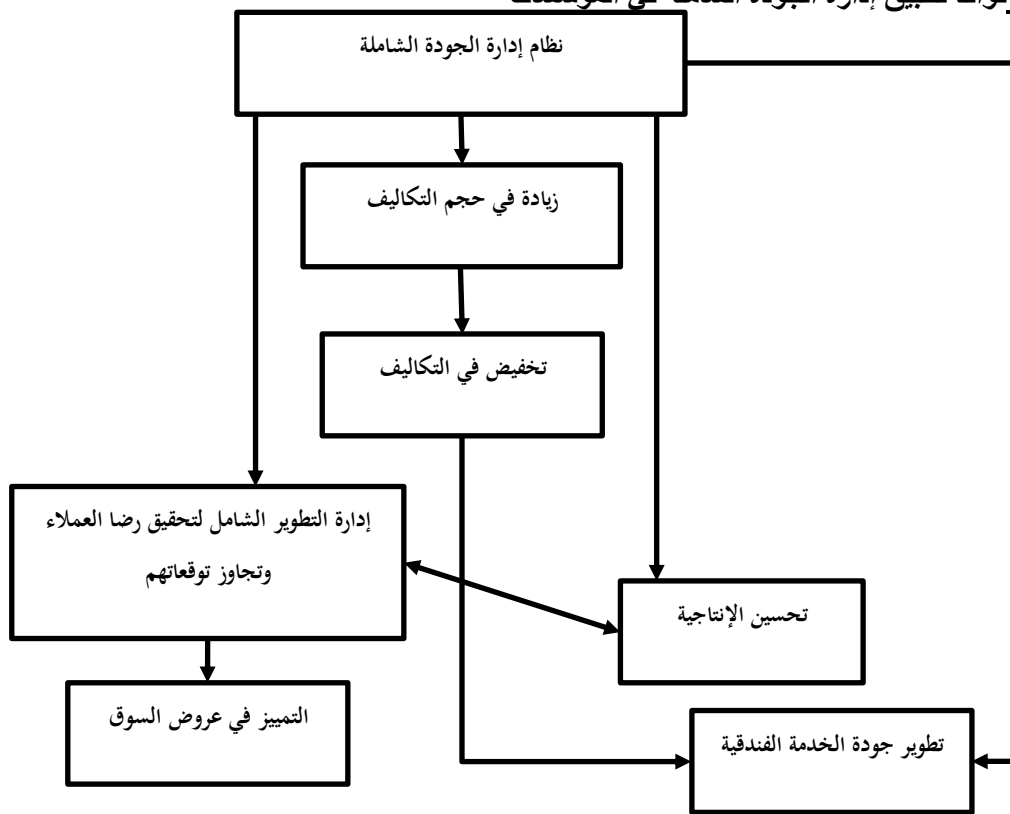 نظام إدارة الجودة الشاملة
زيادة في حجم التكاليف
تخفيض في التكاليف
إدارة التطوير الشامل لتحقيق رضا العملاء
وتجاوز توقعاتهم
تحسين الإنتاجية
التمييز في عروض السوق
تطوير جودة الخدمة الفندقية